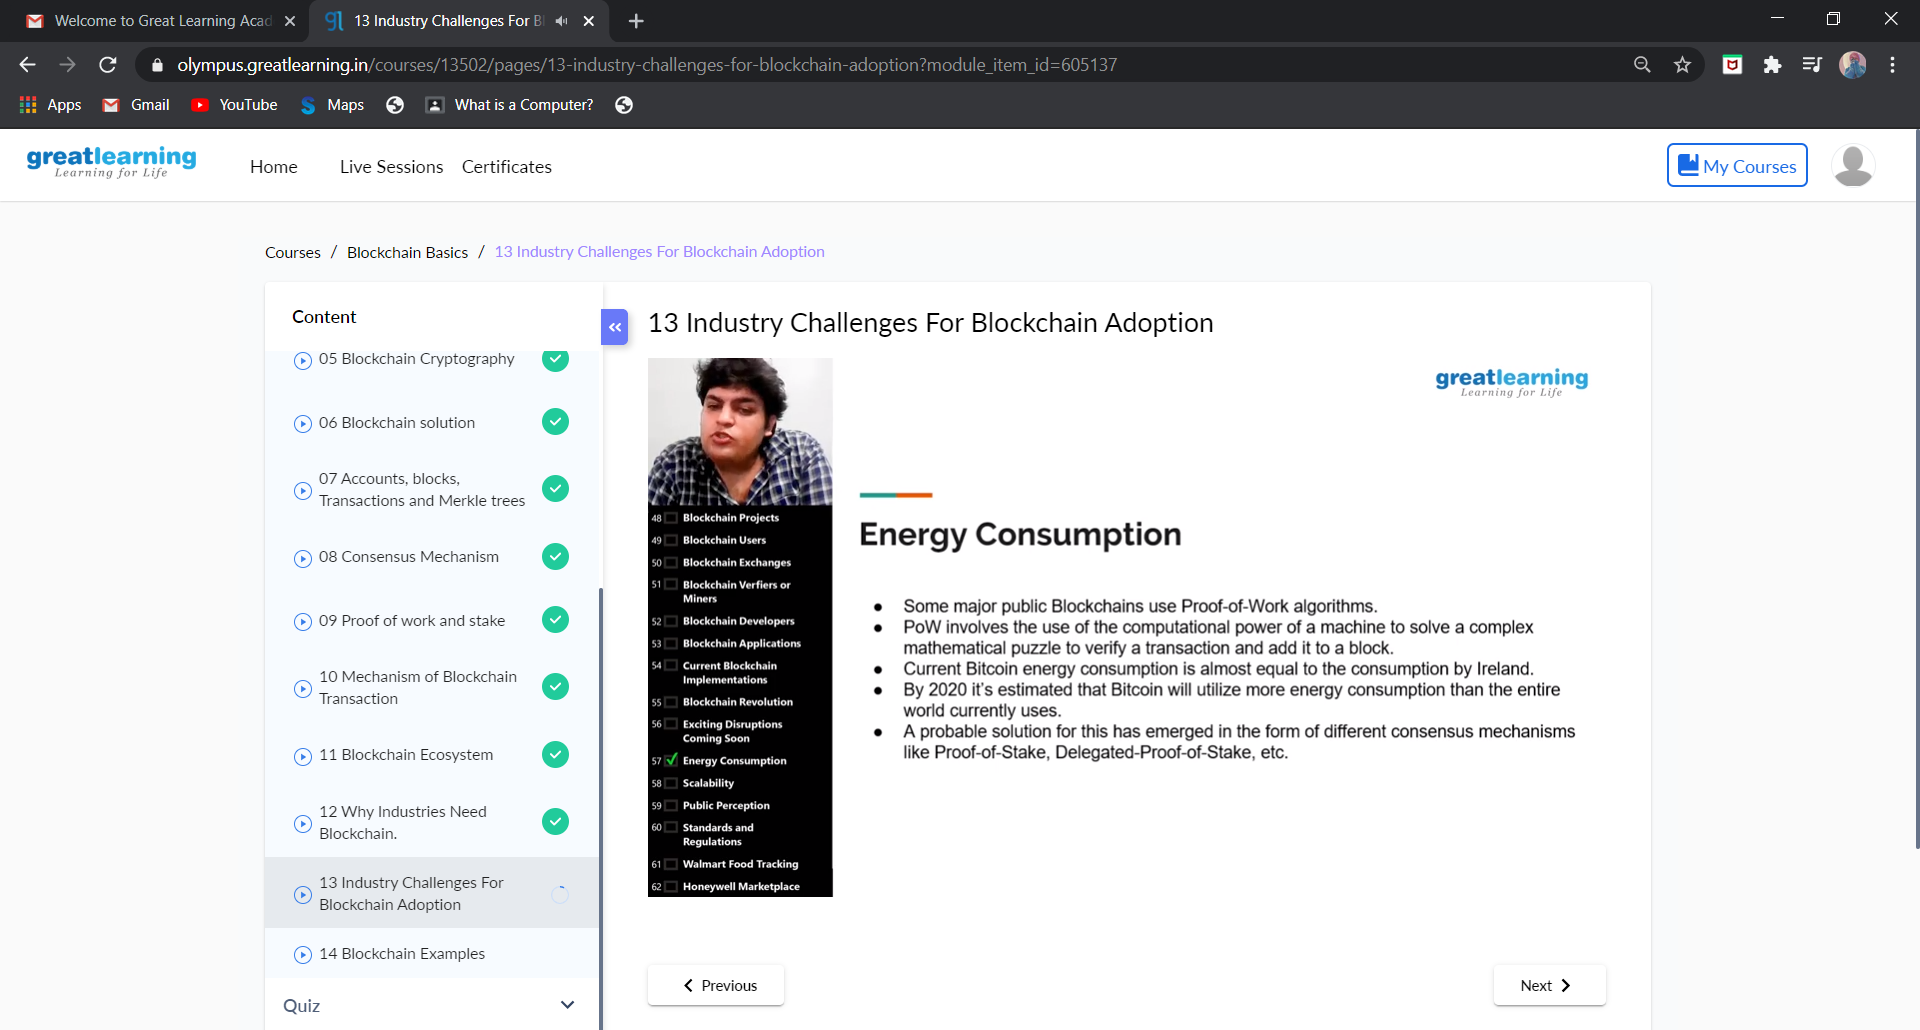 Welcome to Great Learning Acad
13 Industry Challenges For B
olympus.greatlearning.in/courses/13502/pages/13-industry-challenges-for-blockchain-adoption?module_item_id=605137
Apps Gmail YouTube Maps What is a Computer?
greatlearning
Learning for Life
Home Live Sessions Certificates
My Courses
Courses / Blockchain Basics / 13 Industry Challenges For Blockchain Adoption
Content
05 Blockchain Cryptography
06 Blockchain solution
07 Accounts, blocks,
Transactions and Merkle trees
08 Consensus Mechanism
09 Proof of work and stake
10 Mechanism of Blockchain
Transaction
11 Blockchain Ecosystem
12 Why Industries Need
Blockchain.
13 Industry Challenges For
Blockchain Adoption
14 Blockchain Examples
Quiz
13 Industry Challenges For Blockchain Adoption
48 Blockchain Projects
49 Blockchain Users
50 Blockchain Exchanges
51 Blockchain Verfiers or
Miners
52 Blockchain Developers
53 Blockchain Applications
54 Current Blockchain
Implementations
55 Blockchain Revolution
56 Exciting Disruptions
Coming Soon
57 Energy Consumption
58 Scalability
59 Public Perception
60 Standards and
Regulations
61 Walmart Food Tracking
62 Honeywell Marketplace
greatlearning
Learning for Life
Energy Consumption
● Some major public Blockchains use Proof-of-Work algorithms.
● PoW involves the use of the computational power of a machine to solve a complex
mathematical puzzle to verify a transaction and add it to a block.
● Current Bitcoin energy consumption is almost equal to the consumption by Ireland.
● By 2020 it's estimated that Bitcoin will utilize more energy consumption than the entire
world currently uses.
● A probable solution for this has emerged in the form of different consensus mechanisms
like Proof-of-Stake, Delegated-Proof-of-Stake, etc.
Previous
Next